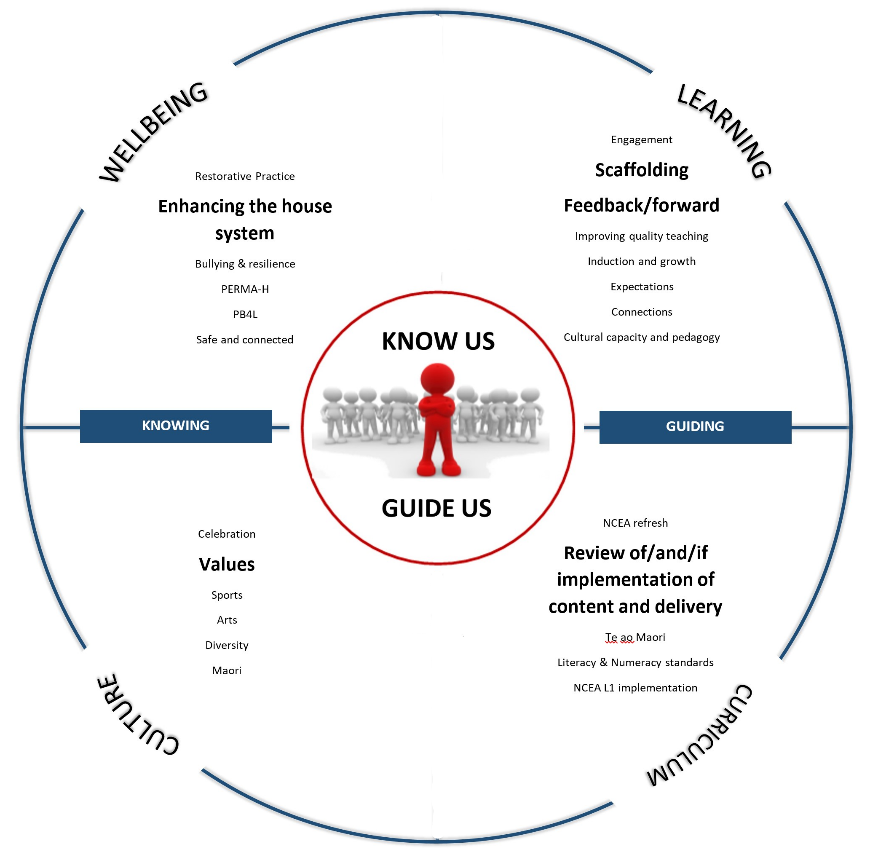 WELLBEING
Restorative Practice
Enhancing the house
system
Bullying & resilience
PERMA-H
PB4L
Safe and connected
LEARNING
Engagement
Scaffolding
Feedback/forward
Improving quality teaching
Induction and growth
Expectations
Connections
Cultural capacity and pedagogy
KNOW US
GUIDE US
KNOWING
GUIDING
Celebration
Values
Sports
Arts
Diversity
Maori
CULTURE
NCEA refresh
Review of/and/if
implementation of
content and delivery
Te ao Maori
Literacy & Numeracy standards
NCEA L1 implementation
CURRICULUM